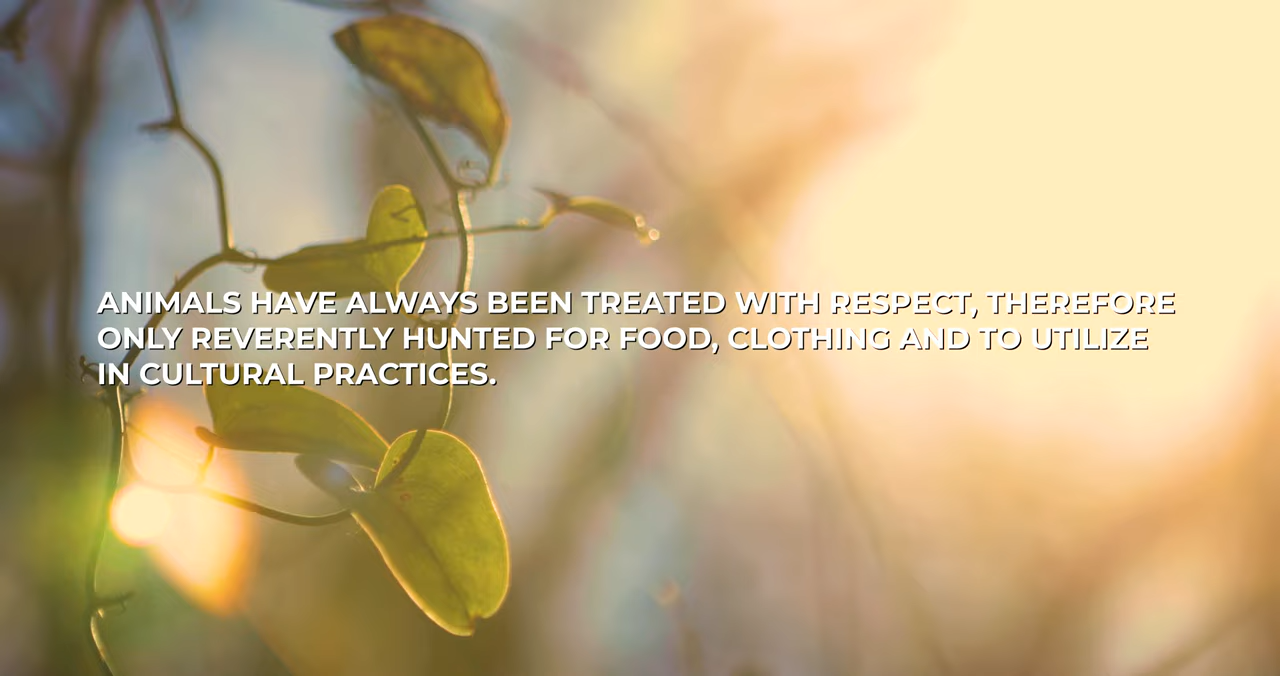 ANIMALS HAVE ALWAYS BEEN TREATED WITH RESPECT, THEREFORE
ONLY REVERENTLY HUNTED FOR FOOD, CLOTHING AND TO UTILIZE
IN CULTURAL PRACTICES.